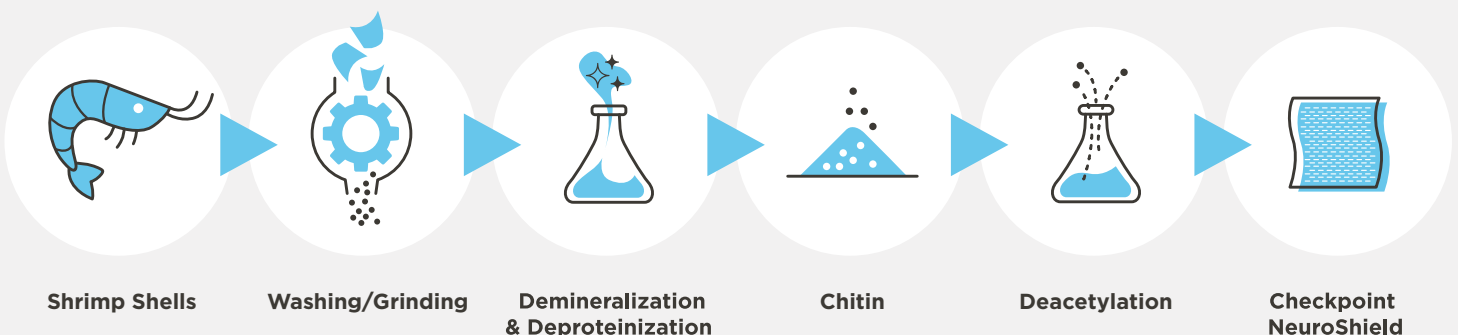 Shrimp Shells
Washing/Grinding
Demineralization
& Deproteinization
Chitin
Deacetylation
Checkpoint
NeuroShield